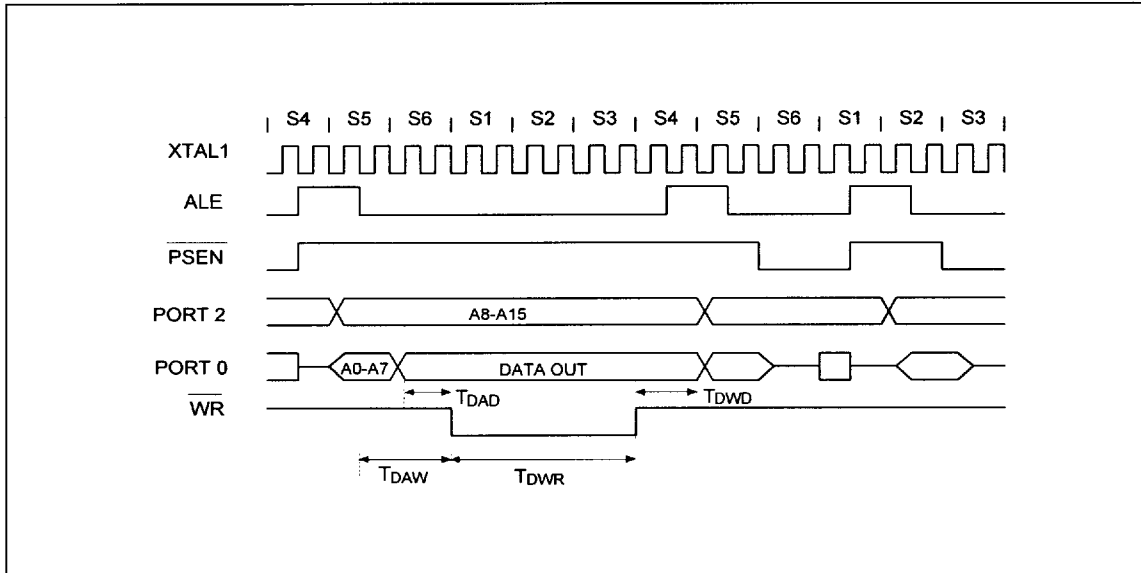 | S4 | S5 | S6 | S1 | S2 | S3 | S4 | S5 | S6 | S1 | S2 | S3 |
XTAL1
ALE
PSEN
PORT 2 A8-A15
PORT 0 A0-A7 DATA OUT
TDAD TDWD
WR
TDAW TDWR